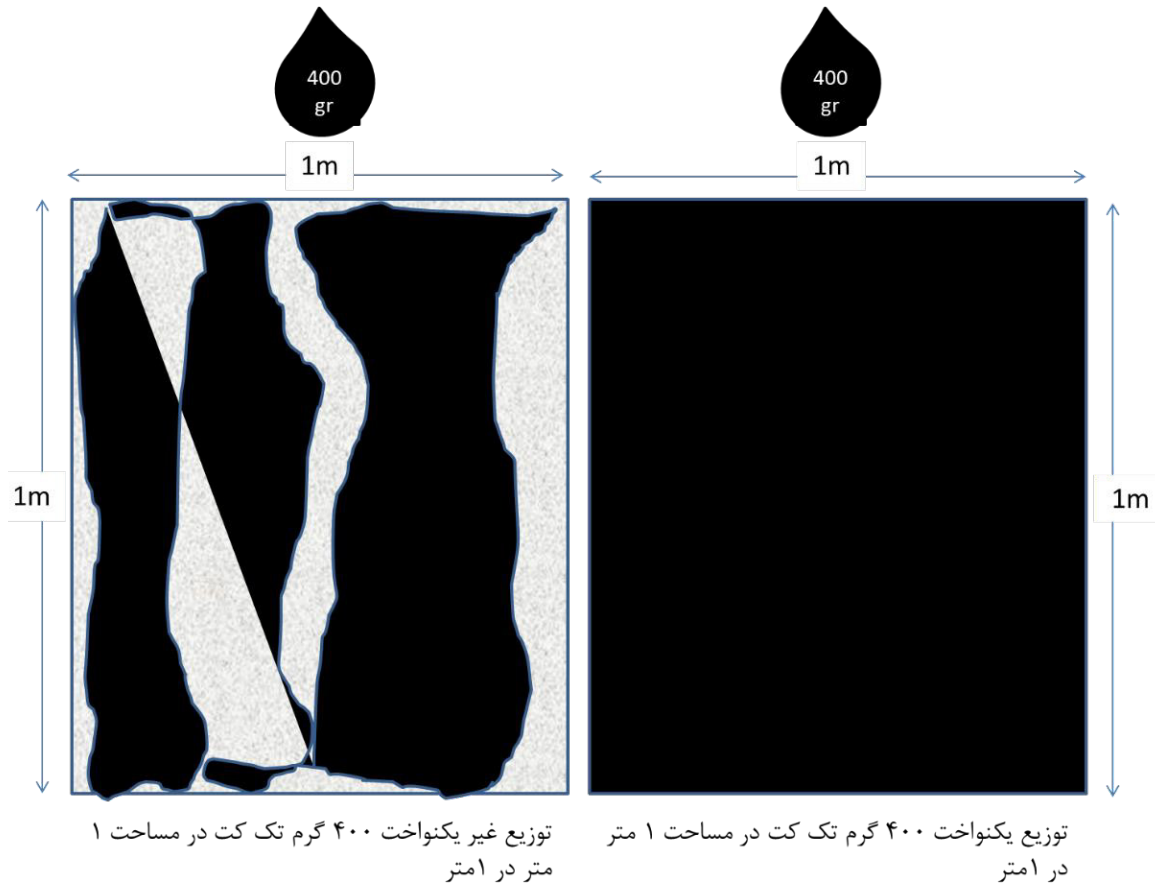 400
gr
400
gr
1m
1m
1m
1m
توزیع غیر یکنواخت ۴۰۰ گرم تک کت در مساحت ۱
متر در ۱متر
توزیع یکنواخت ۴۰۰ گرم تک کت در مساحت ۱ متر
در ۱متر